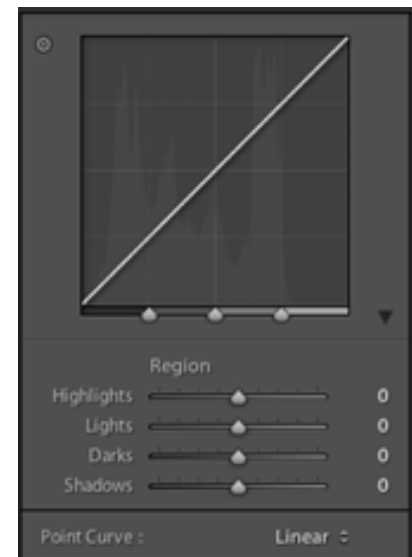 Region
Highlights 0
Lights 0
Darks 0
Shadows 0
Point Curve : Linear